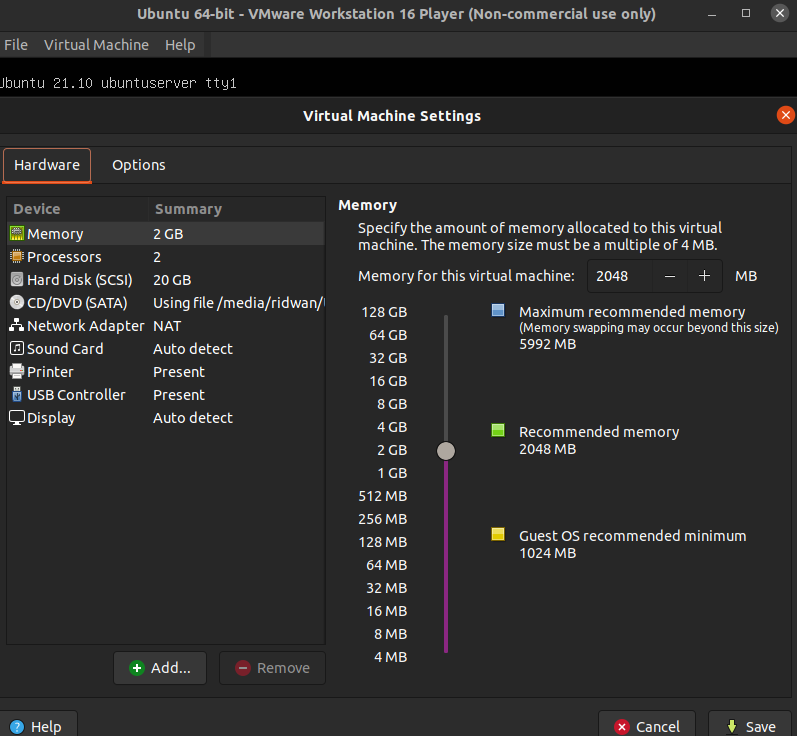 Ubuntu 64-bit - VMware Workstation 16 Player (Non-commercial use only)
File Virtual Machine Help
Ubuntu 21.10 ubuntuserver tty1
Virtual Machine Settings
Hardware Options
Device Summary
Memory 2 GB
Processors 2
Hard Disk (SCSI) 20 GB
CD/DVD (SATA) Using file /media/ridwan/
Network Adapter NAT
Sound Card Auto detect
Printer Present
USB Controller Present
Display Auto detect
Add...
Remove
Memory
Specify the amount of memory allocated to this virtual
machine. The memory size must be a multiple of 4 MB.
Memory for this virtual machine: 2048 − + MB
128 GB
64 GB
32 GB
16 GB
8 GB
4 GB
2 GB
1 GB
512 MB
256 MB
128 MB
64 MB
32 MB
16 MB
8 MB
4 MB
Maximum recommended memory
(Memory swapping may occur beyond this size)
5992 MB
Recommended memory
2048 MB
Guest OS recommended minimum
1024 MB
Help
Cancel
Save